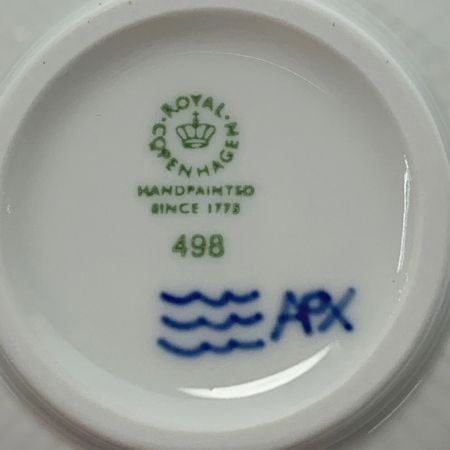 ROYAL
COPENHAGEN
HANDPAINTED
SINCE 1775
498
APX